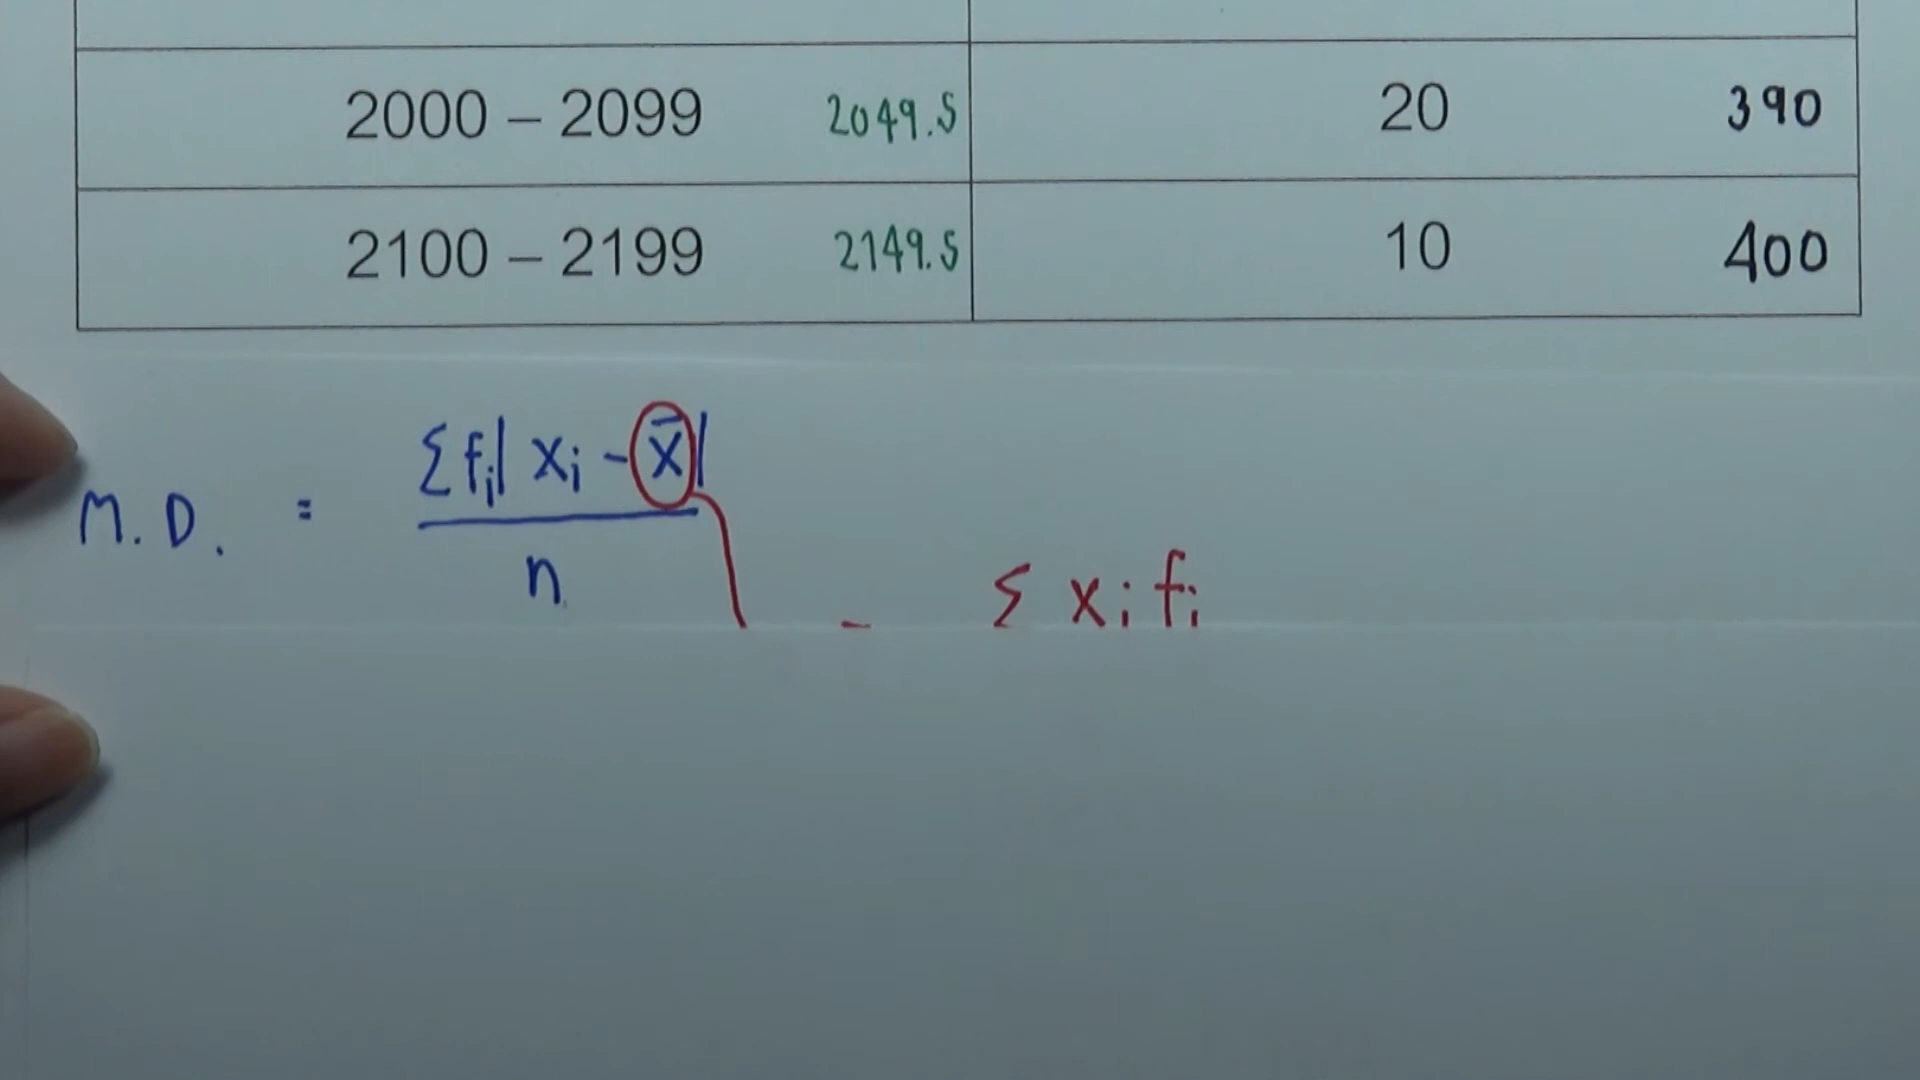 2000 – 2099 2049.5 20 390
2100 – 2199 2149.5 10 400
M.D. = Σfi| xi - x̄|
n
Σ xi fi